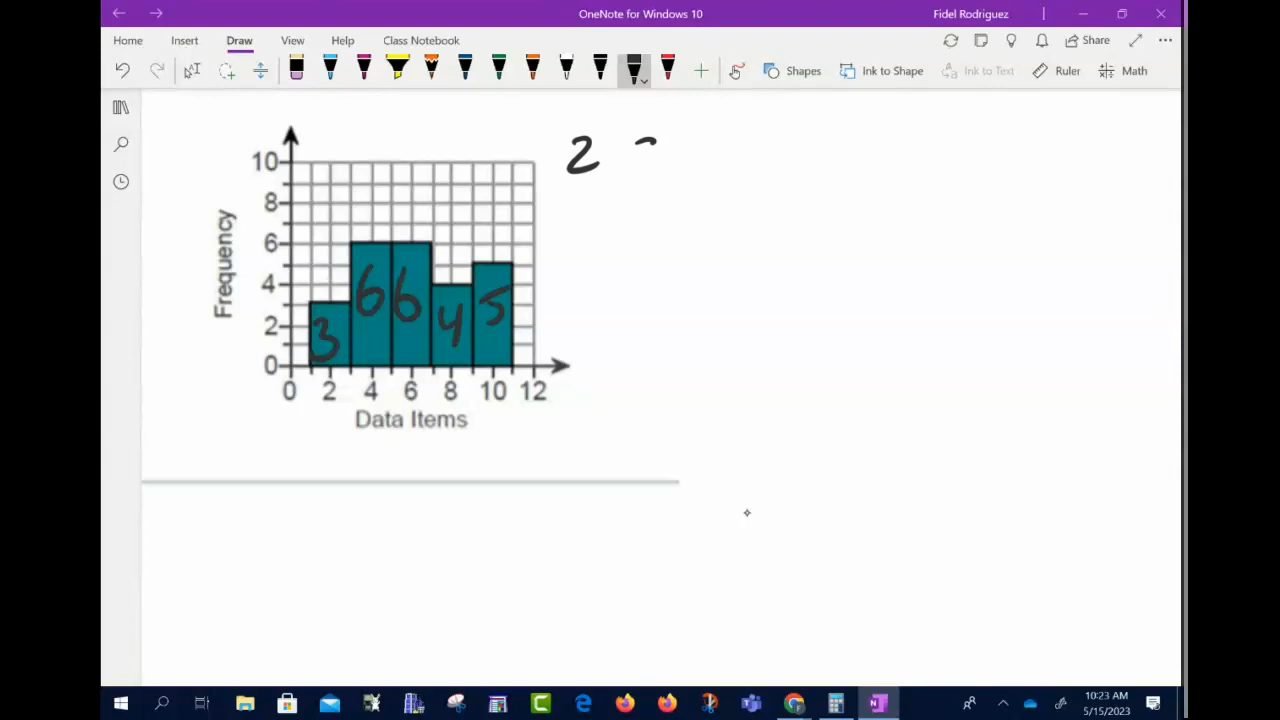 OneNote for Windows 10
Fidel Rodriguez
Home Insert Draw View Help Class Notebook
Share
Shapes Ink to Shape Ink to Text Ruler Math
2
10
8
6
4
2
0
Frequency
3 6 6 4 5
0 2 4 6 8 10 12
Data Items
10:23 AM
5/15/2023